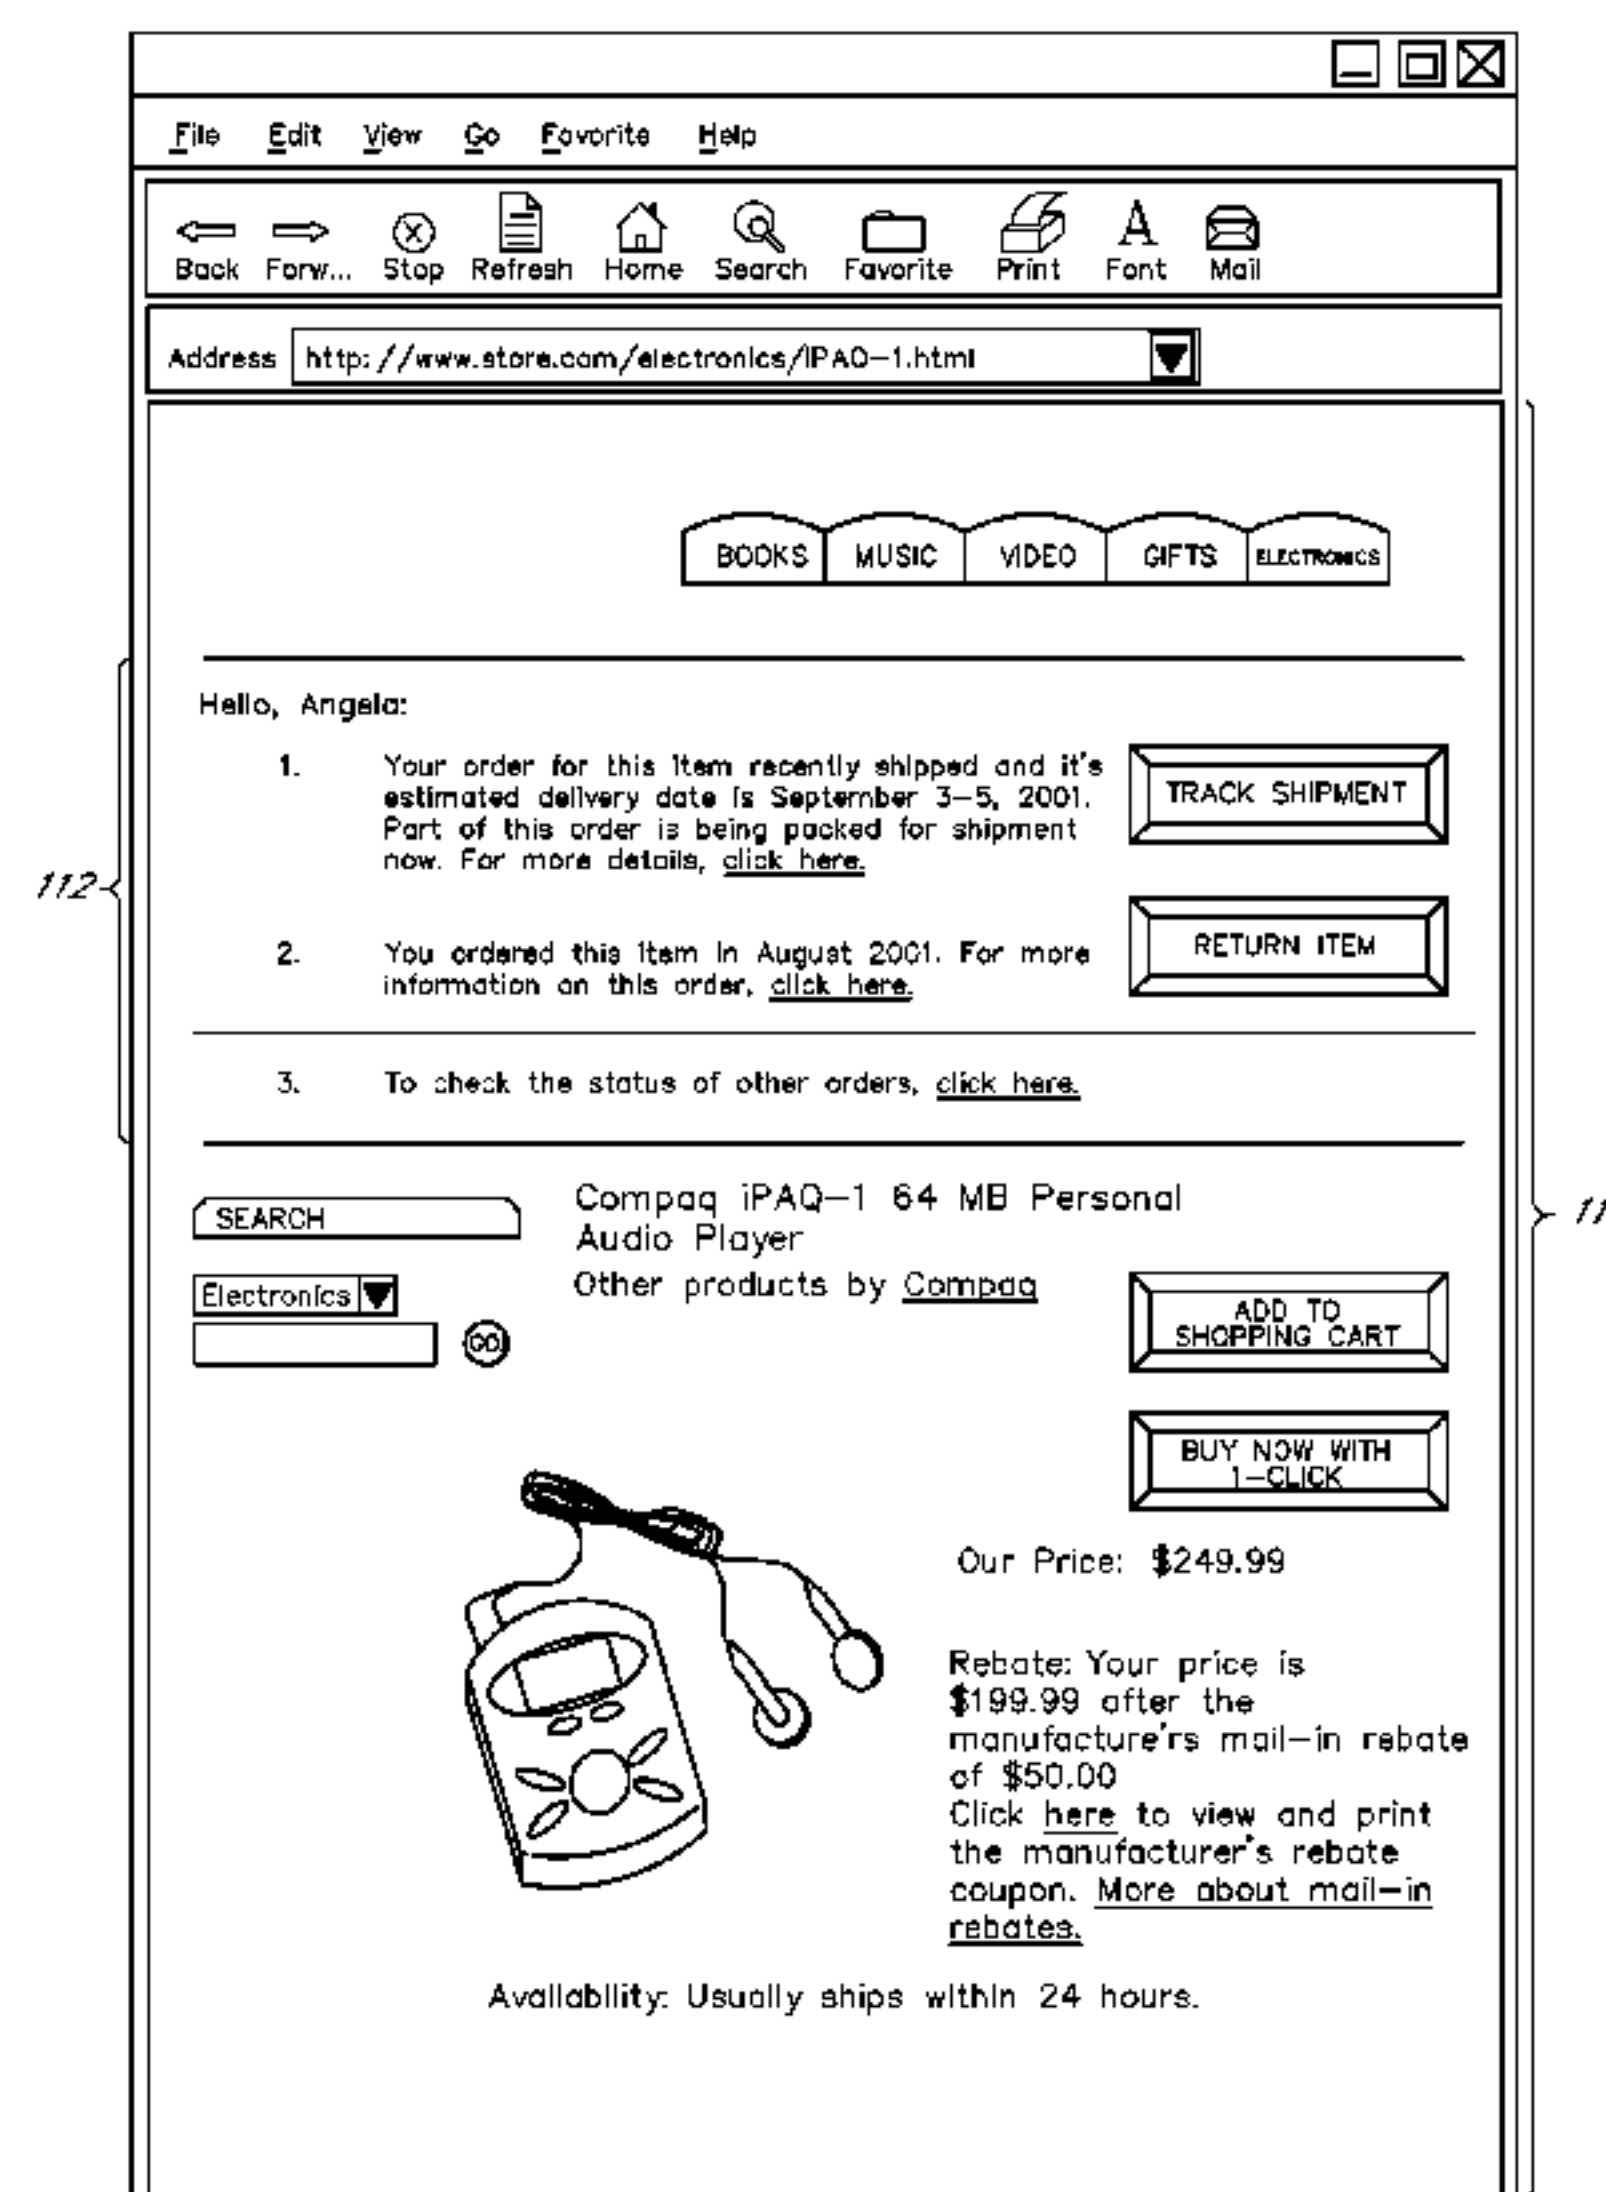 File Edit View Go Favorite Help
Back Forw... Stop Refresh Home Search Favorite Print Font Mail
Address http://www.store.com/electronics/IPAQ-1.html
BOOKS MUSIC VIDEO GIFTS ELECTRONICS
Hello, Angela:
1. Your order for this item recently shipped and it's
estimated delivery date is September 3-5, 2001.
Part of this order is being packed for shipment
now. For more details, click here.
TRACK SHIPMENT
112
2. You ordered this item in August 2001. For more
information on this order, click here.
RETURN ITEM
3. To check the status of other orders, click here.
SEARCH
Electronics
GO
Compaq iPAQ-1 64 MB Personal
Audio Player
Other products by Compaq
ADD TO
SHOPPING CART
BUY NOW WITH
1-CLICK
Our Price: $249.99
Rebate: Your price is
$199.99 after the
manufacture'rs mail-in rebate
of $50.00
Click here to view and print
the manufacturer's rebate
coupon. More about mail-in
rebates.
Availability: Usually ships within 24 hours.